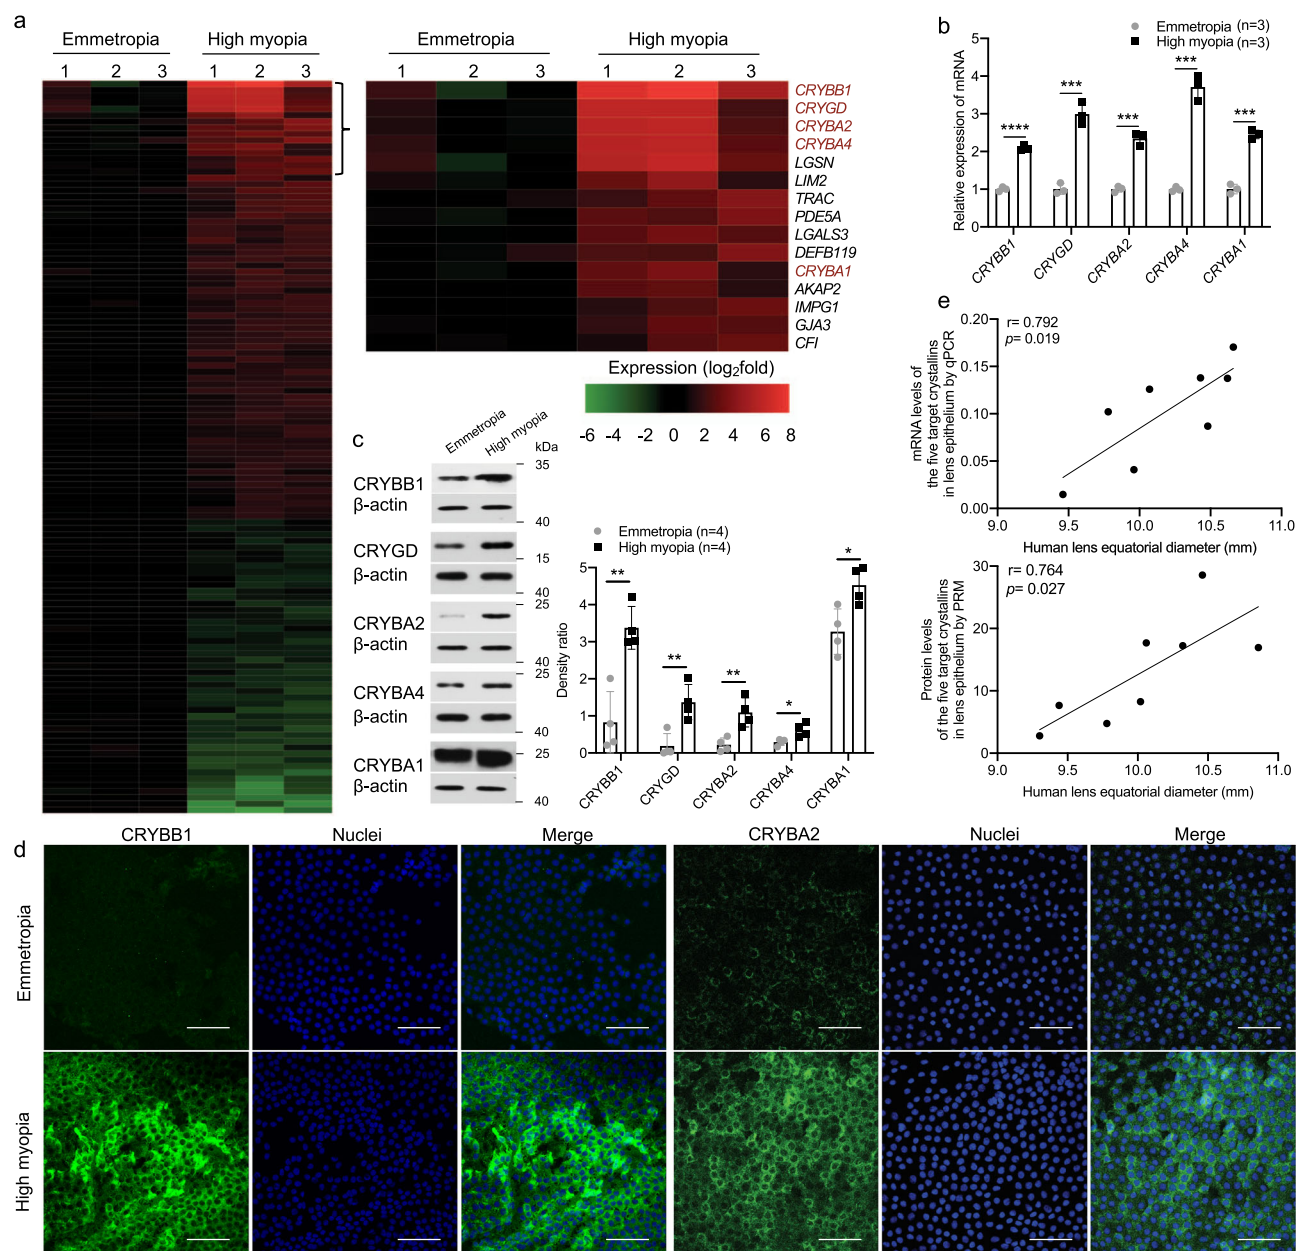 a
Emmetropia High myopia
1 2 3 1 2 3
Emmetropia High myopia
1 2 3 1 2 3
CRYBB1
CRYGD
CRYBA2
CRYBA4
LGSN
LIM2
TRAC
PDE5A
LGALS3
DEFB119
CRYBA1
AKAP2
IMPG1
GJA3
CFI
Expression (log2fold)
-6 -4 -2 0 2 4 6 8
b
Emmetropia (n=3)
High myopia (n=3)
Relative expression of mRNA
5
4
3
2
1
0
**** *** *** *** ***
CRYBB1 CRYGD CRYBA2 CRYBA4 CRYBA1
c
Emmetropia High myopia kDa
35
CRYBB1
β-actin
40
CRYGD
15
β-actin
40
25
CRYBA2
β-actin
40
25
CRYBA4
β-actin
40
CRYBA1 25
β-actin
40
Emmetropia (n=4)
High myopia (n=4)
Density ratio
5
4
3
2
1
0
** ** ** * *
CRYBB1 CRYGD CRYBA2 CRYBA4 CRYBA1
e
r= 0.792
p= 0.019
mRNA levels of
the five target crystallins
in lens epithelium by qPCR
0.20
0.15
0.10
0.05
0.00
9.0 9.5 10.0 10.5 11.0
Human lens equatorial diameter (mm)
r= 0.764
p= 0.027
Protein levels
of the five target crystallins
in lens epithelium by PRM
30
20
10
0
9.0 9.5 10.0 10.5 11.0
Human lens equatorial diameter (mm)
d
CRYBB1 Nuclei Merge CRYBA2 Nuclei Merge
Emmetropia
High myopia